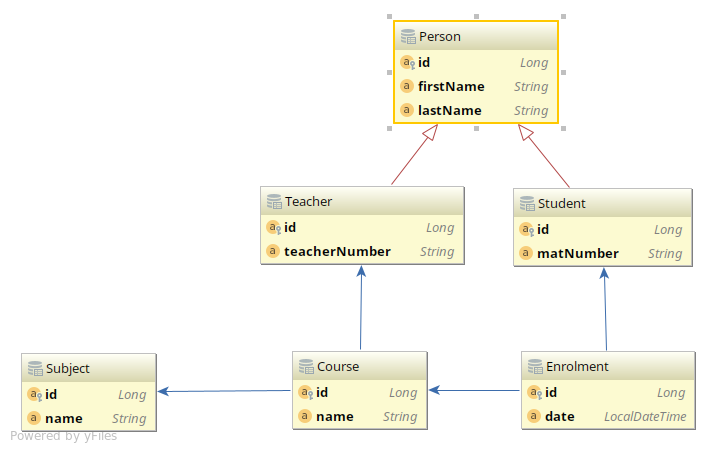 Person
id Long
firstName String
lastName String
Teacher
id Long
teacherNumber String
Student
id Long
matNumber String
Subject
id Long
name String
Course
id Long
name String
Enrolment
id Long
date LocalDateTime
Powered by yFiles